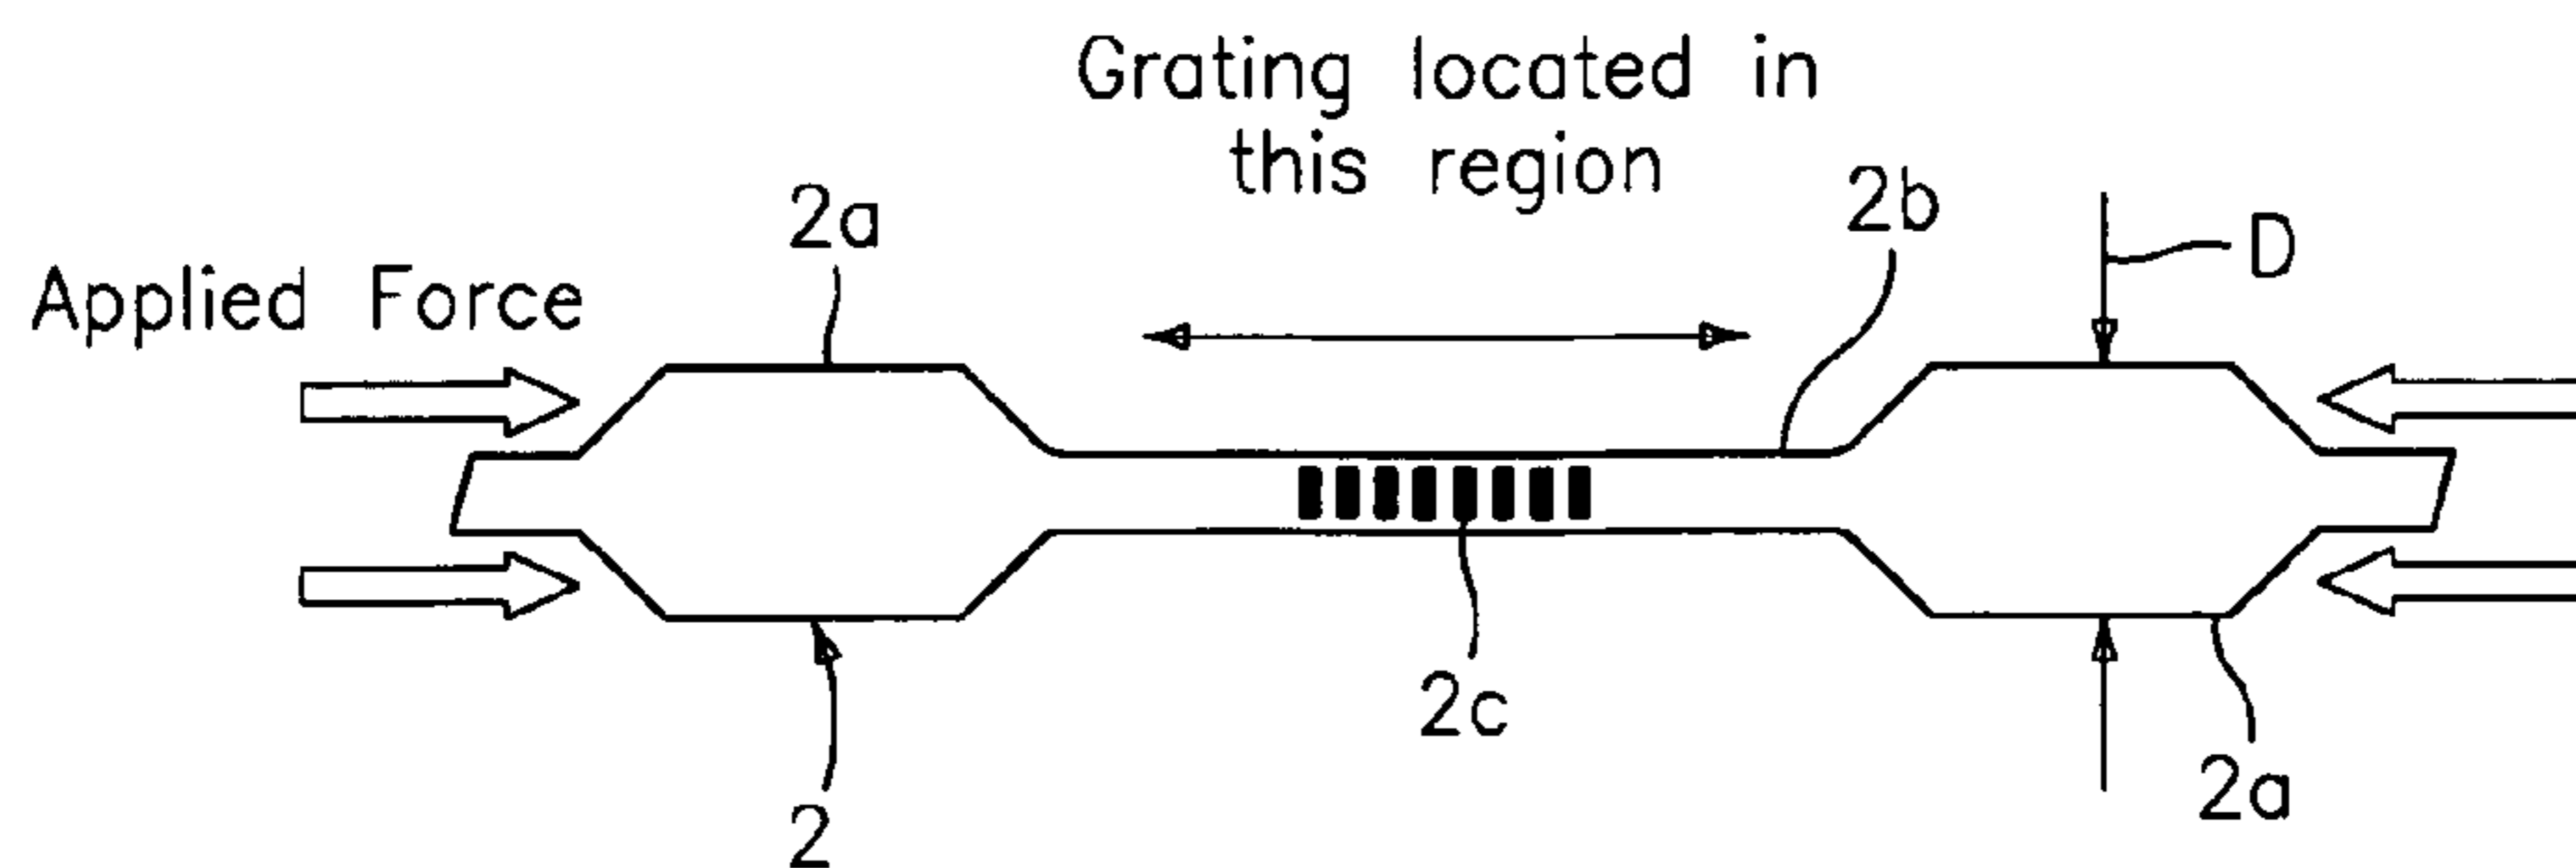 Grating located in
this region
2a
2b
D
Applied Force
2c
2a
2